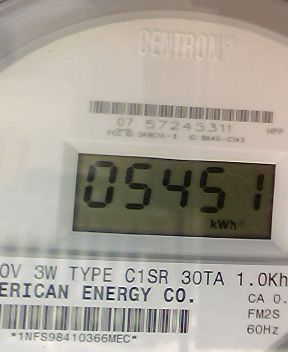 CENTRON®
07 57245311
HPP
05451
kWh
0V 3W TYPE C1SR 30TA 1.0Kh
ERICAN ENERGY CO.
CA 0.
FM2S
*1NFS98410366MEC*
60Hz